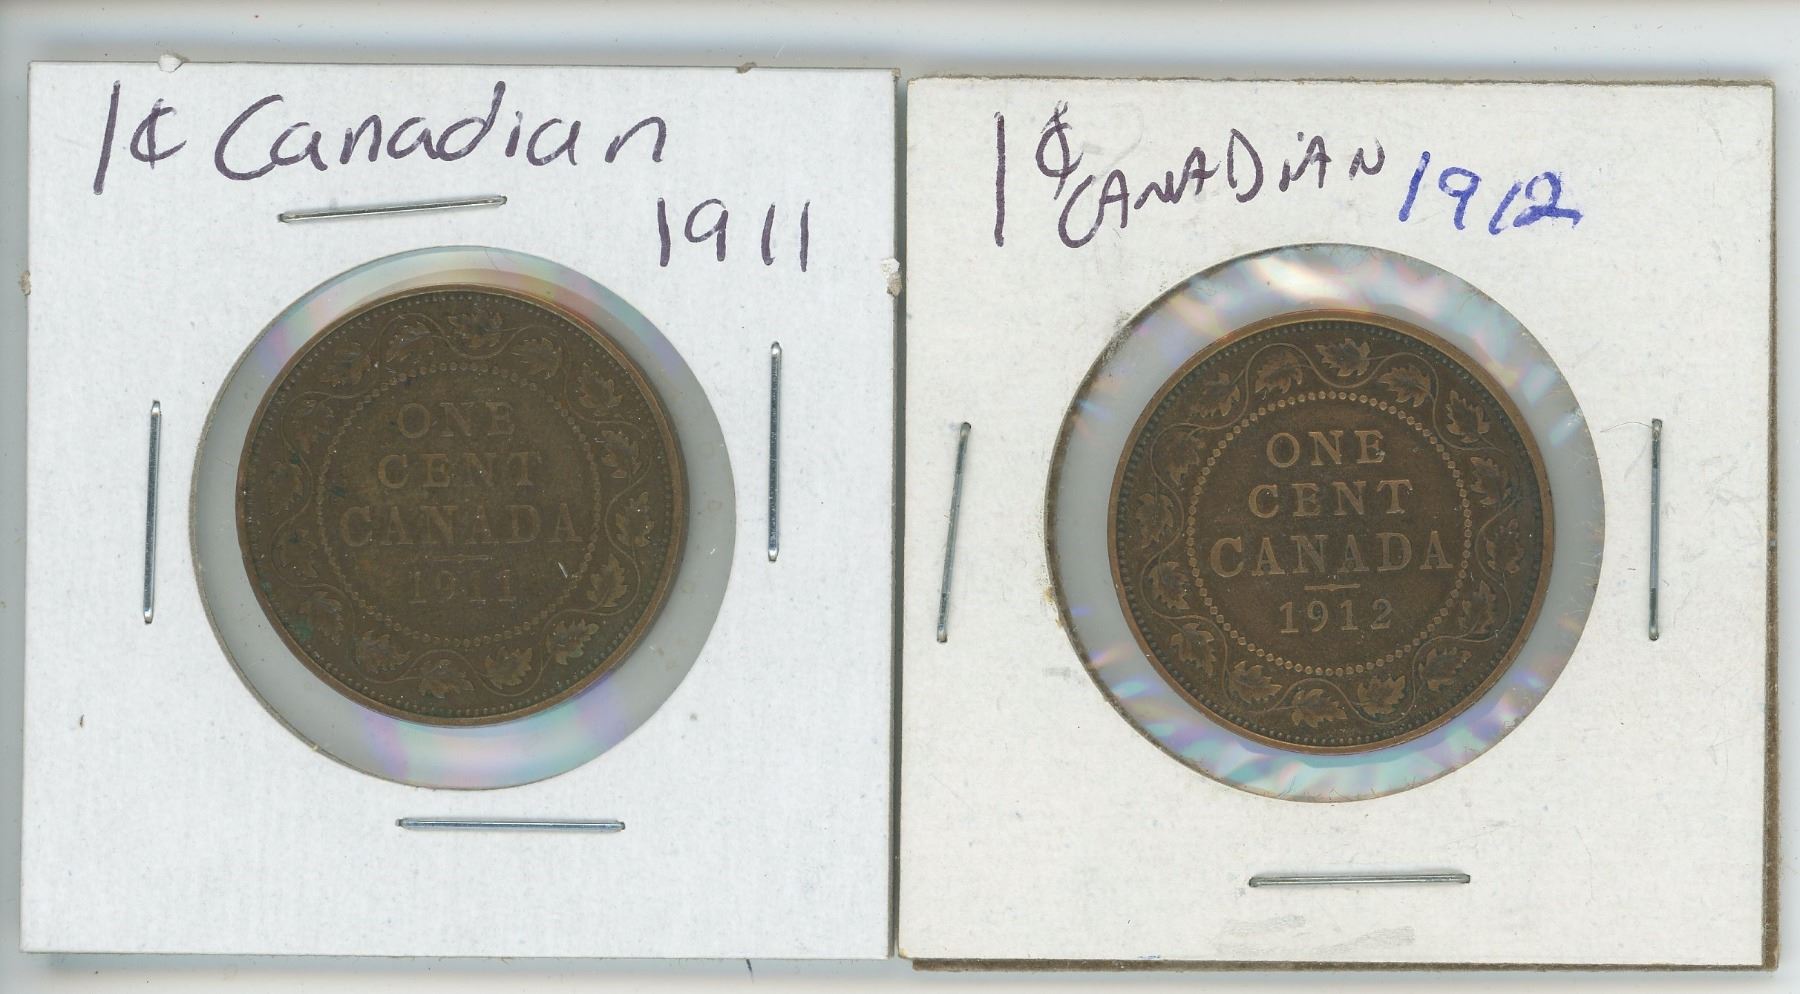 1¢ Canadian
1911
ONE
CENT
CANADA
1911
1¢ CANADiAN 1912
ONE
CENT
CANADA
1912